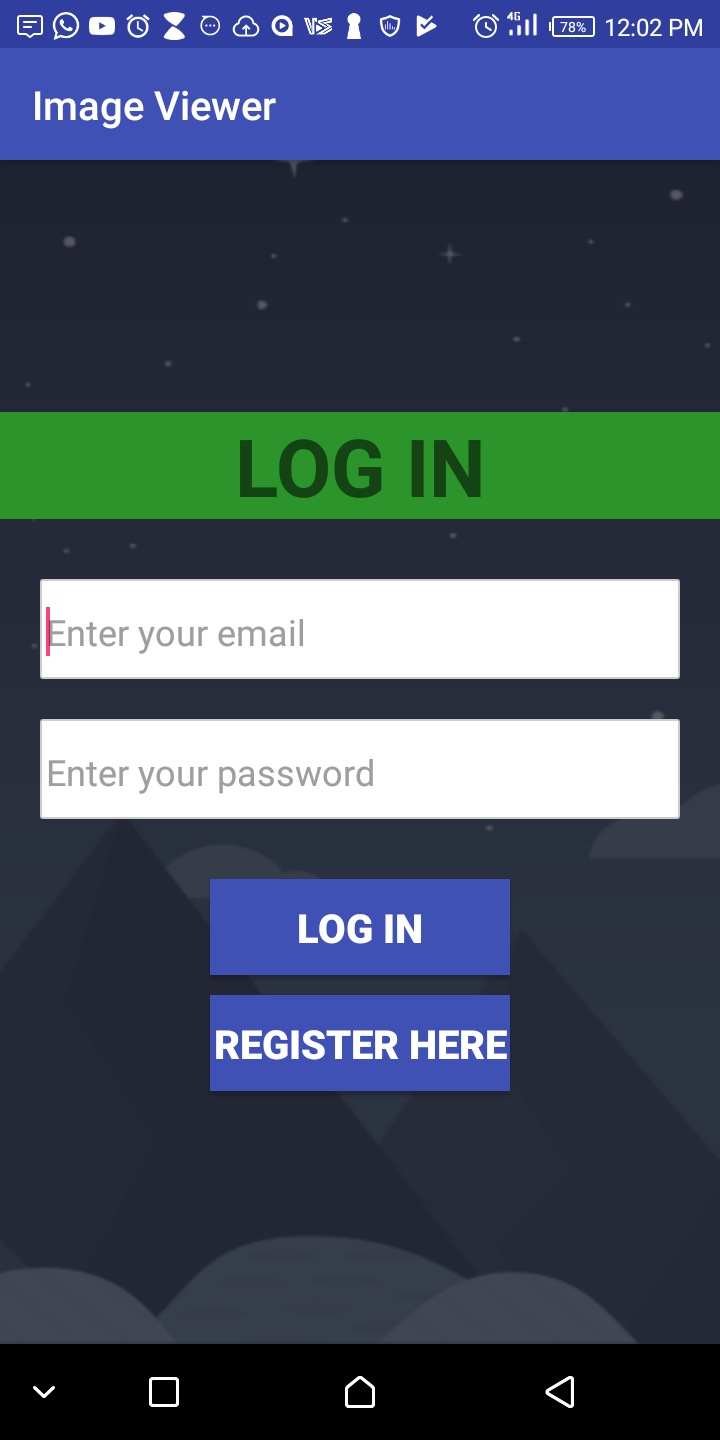 4G 78% 12:02 PM
Image Viewer
LOG IN
Enter your email
Enter your password
LOG IN
REGISTER HERE